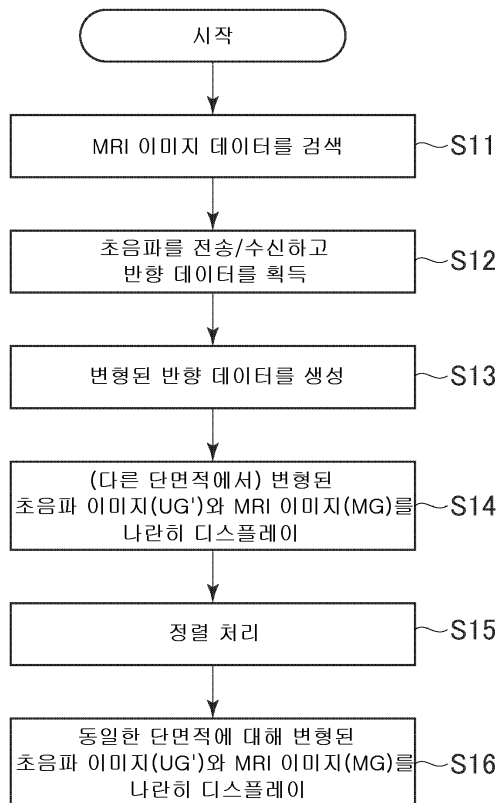 시작
MRI 이미지 데이터를 검색
S11
초음파를 전송/수신하고
반향 데이터를 획득
S12
변형된 반향 데이터를 생성
S13
(다른 단면적에서) 변형된
초음파 이미지(UG')와 MRI 이미지(MG)를
나란히 디스플레이
S14
정렬 처리
S15
동일한 단면적에 대해 변형된
초음파 이미지(UG')와 MRI 이미지(MG)를
나란히 디스플레이
S16